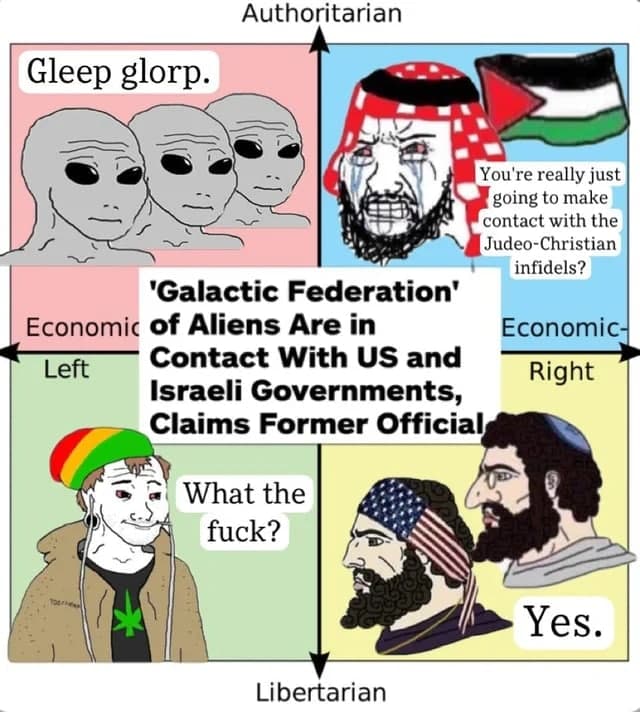 Authoritarian
Gleep glorp.
You're really just
going to make
contact with the
Judeo-Christian
infidels?
'Galactic Federation'
of Aliens Are in
Contact With US and
Israeli Governments,
Claims Former Official
Economic
Left
Economic-
Right
What the
fuck?
Yes.
Libertarian